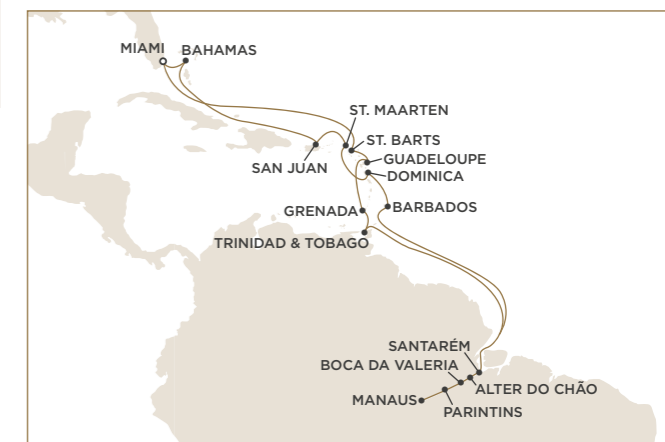 MIAMI
BAHAMAS
ST. MAARTEN
ST. BARTS
SAN JUAN
GUADELOUPE
DOMINICA
GRENADA
BARBADOS
TRINIDAD & TOBAGO
SANTARÉM
BOCA DA VALERIA
ALTER DO CHÃO
MANAUS
PARINTINS